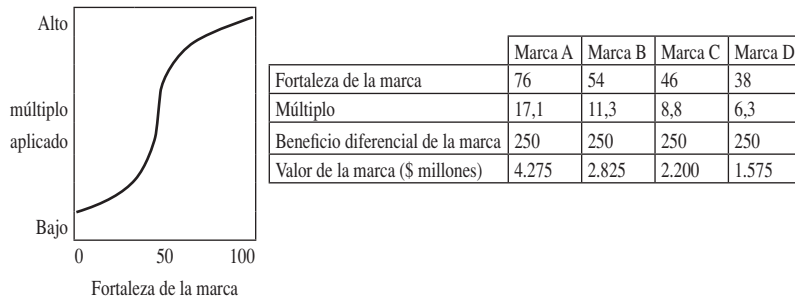 Alto
múltiplo
aplicado
Bajo
0 50 100
Fortaleza de la marca
Marca A Marca B Marca C Marca D
Fortaleza de la marca 76 54 46 38
Múltiplo 17,1 11,3 8,8 6,3
Beneficio diferencial de la marca 250 250 250 250
Valor de la marca ($ millones) 4.275 2.825 2.200 1.575